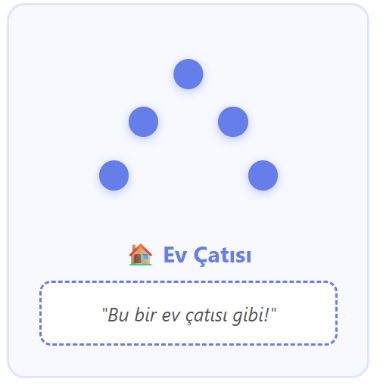 🏠 Ev Çatısı
"Bu bir ev çatısı gibi!"